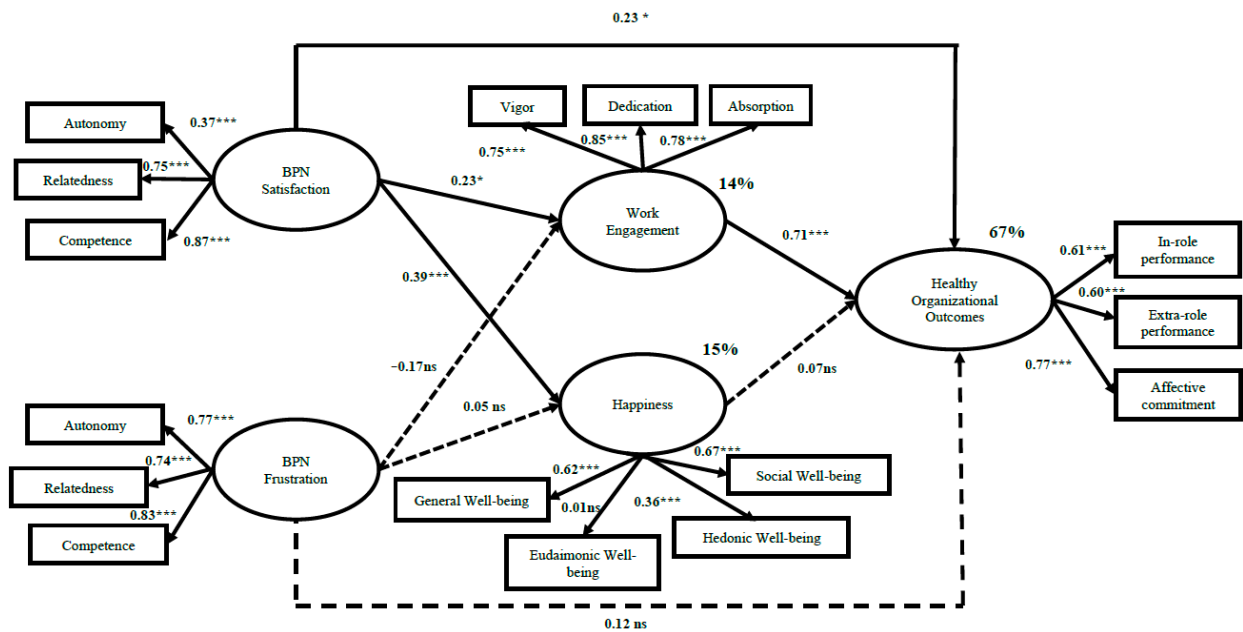 0.23 *
Vigor
Dedication
Absorption
Autonomy
0.37***
0.85***
0.78***
0.75***
Relatedness
0.75***
BPN
Satisfaction
0.23*
14%
Work
Engagement
Competence
0.87***
0.71***
67%
0.61***
In-role
performance
0.39***
Healthy
Organizational
Outcomes
0.60***
Extra-role
performance
15%
−0.17ns
0.07ns
0.77***
Affective
commitment
0.05 ns
Happiness
Autonomy
0.77***
0.74***
BPN
Frustration
Relatedness
0.67***
0.62***
Social Well-being
General Well-being
0.01ns
0.36***
0.83***
Competence
Hedonic Well-being
Eudaimonic Well-
being
0.12 ns